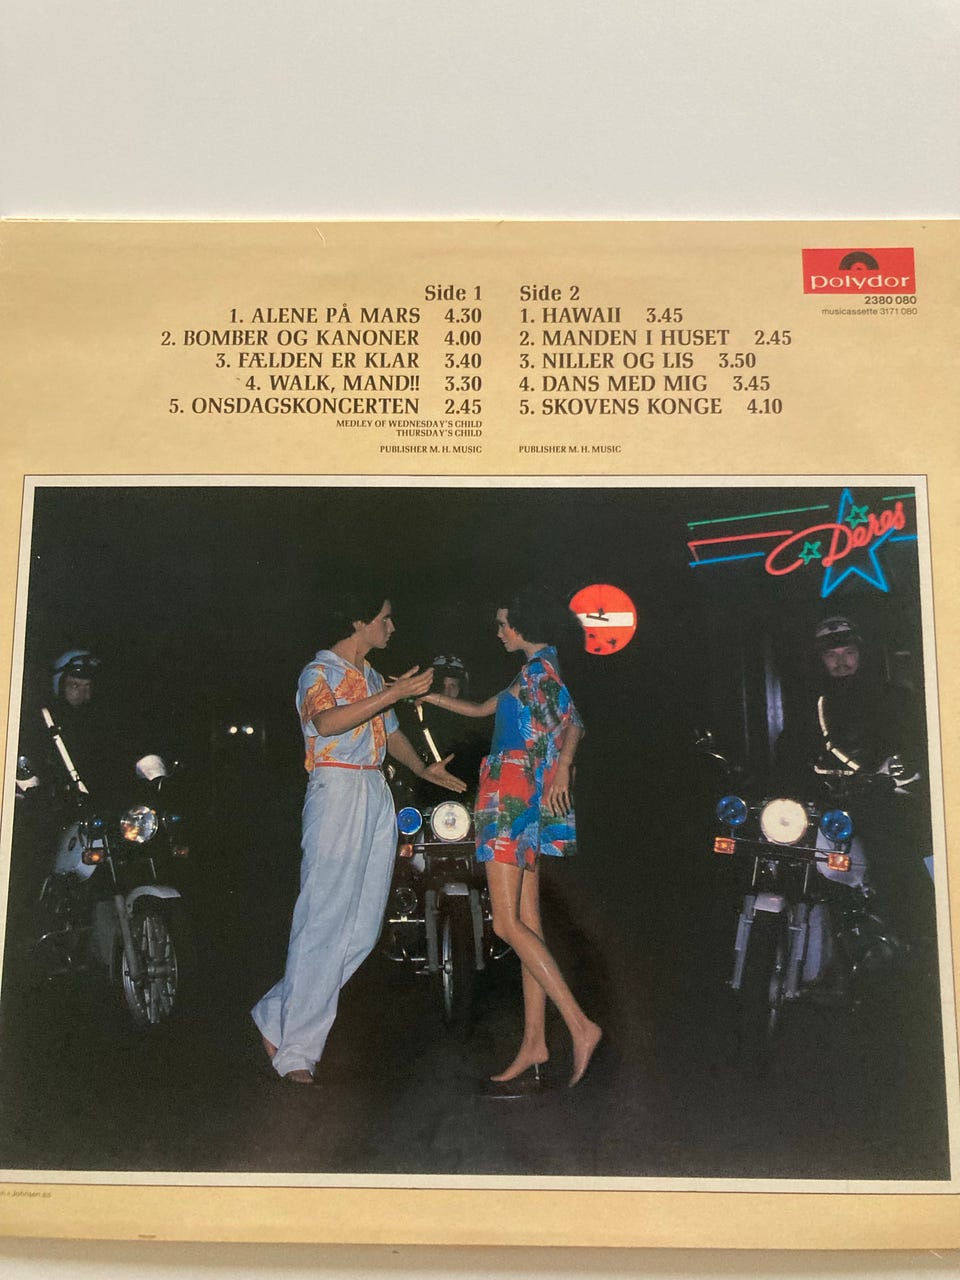 polydor
2380 080
musicassette 3171 080
Side 1
1. ALENE PÅ MARS 4.30
2. BOMBER OG KANONER 4.00
3. FÆLDEN ER KLAR 3.40
4. WALK, MAND!! 3.30
5. ONSDAGSKONCERTEN 2.45
MEDLEY OF WEDNESDAY'S CHILD
THURSDAY'S CHILD
PUBLISHER M. H. MUSIC
Side 2
1. HAWAII 3.45
2. MANDEN I HUSET 2.45
3. NILLER OG LIS 3.50
4. DANS MED MIG 3.45
5. SKOVENS KONGE 4.10
PUBLISHER M. H. MUSIC
Deres
Johnsen